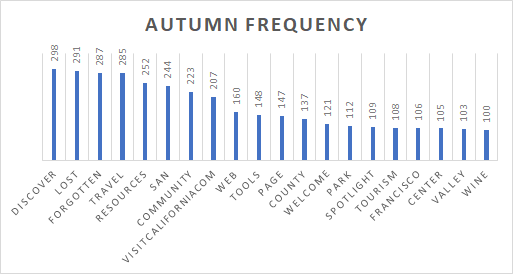 AUTUMN FREQUENCY
298
291
287
285
252
244
223
207
160
148
147
137
121
112
109
108
106
105
103
100
DISCOVER
LOST
FORGOTTEN
TRAVEL
RESOURCES
SAN
COMMUNITY
VISITCALIFORNIACOM
WEB
TOOLS
PAGE
COUNTY
WELCOME
PARK
SPOTLIGHT
TOURISM
FRANCISCO
CENTER
VALLEY
WINE